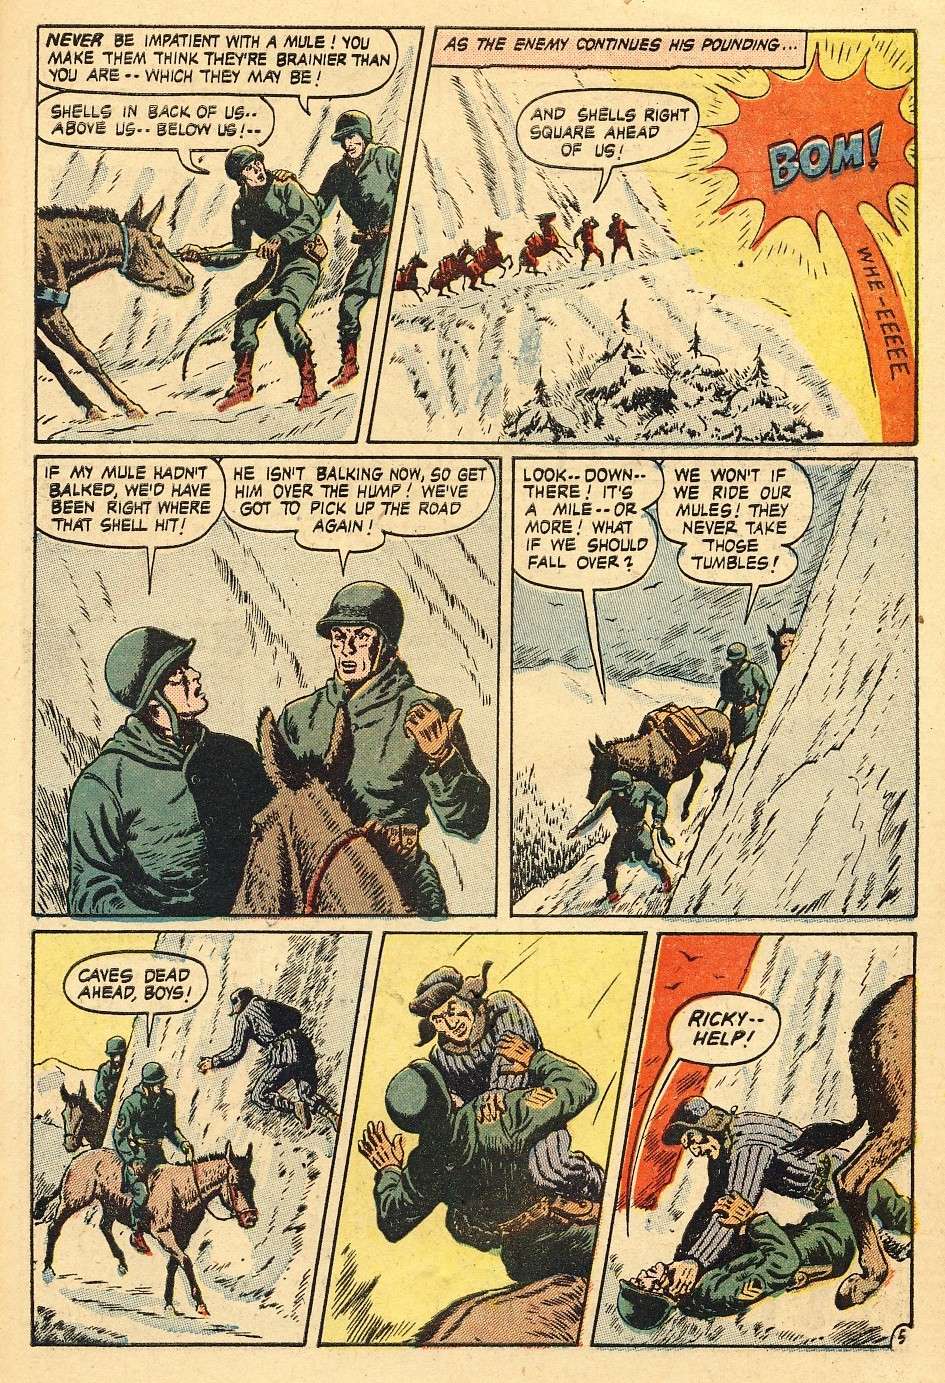 NEVER BE IMPATIENT WITH A MULE! YOU
MAKE THEM THINK THEY'RE BRAINIER THAN
YOU ARE-- WHICH THEY MAY BE!
SHELLS IN BACK OF US--
ABOVE US-- BELOW US!--
AS THE ENEMY CONTINUES HIS POUNDING...
AND SHELLS RIGHT
SQUARE AHEAD
OF US!
BOM!
WHE-EEEEE
IF MY MULE HADN'T
BALKED, WE'D HAVE
BEEN RIGHT WHERE
THAT SHELL HIT!
HE ISN'T BALKING NOW, SO GET
HIM OVER THE HUMP! WE'VE
GOT TO PICK UP THE ROAD
AGAIN!
LOOK-- DOWN--
THERE! IT'S
A MILE--OR
MORE! WHAT
IF WE SHOULD
FALL OVER?
WE WON'T IF
WE RIDE OUR
MULES! THEY
NEVER TAKE
THOSE
TUMBLES!
CAVES DEAD
AHEAD, BOYS!
RICKY--
HELP!
5